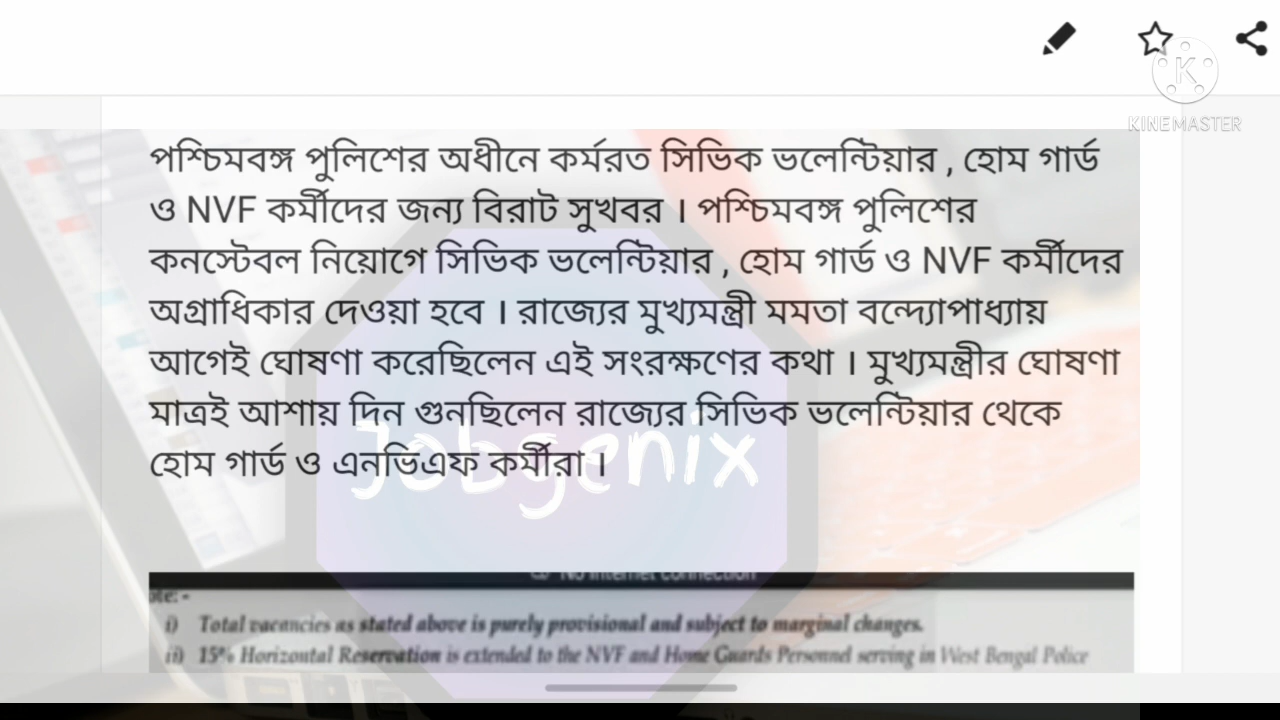 KINEMASTER
পশ্চিমবঙ্গ পুলিশের অধীনে কর্মরত সিভিক ভলেন্টিয়ার , হোম গার্ড
ও NVF কর্মীদের জন্য বিরাট সুখবর । পশ্চিমবঙ্গ পুলিশের
কনস্টেবল নিয়োগে সিভিক ভলেন্টিয়ার , হোম গার্ড ও NVF কর্মীদের
অগ্রাধিকার দেওয়া হবে । রাজ্যের মুখ্যমন্ত্রী মমতা বন্দ্যোপাধ্যায়
আগেই ঘোষণা করেছিলেন এই সংরক্ষণের কথা । মুখ্যমন্ত্রীর ঘোষণা
মাত্রই আশায় দিন গুনছিলেন রাজ্যের সিভিক ভলেন্টিয়ার থেকে
হোম গার্ড ও এনভিএফ কর্মীরা ।
Jobgenix
No internet connection
i) Total vacancies as stated above is purely provisional and subject to marginal changes.
ii) 15% Horizontal Reservation is extended to the NVF and Home Guards Personnel serving in West Bengal Police